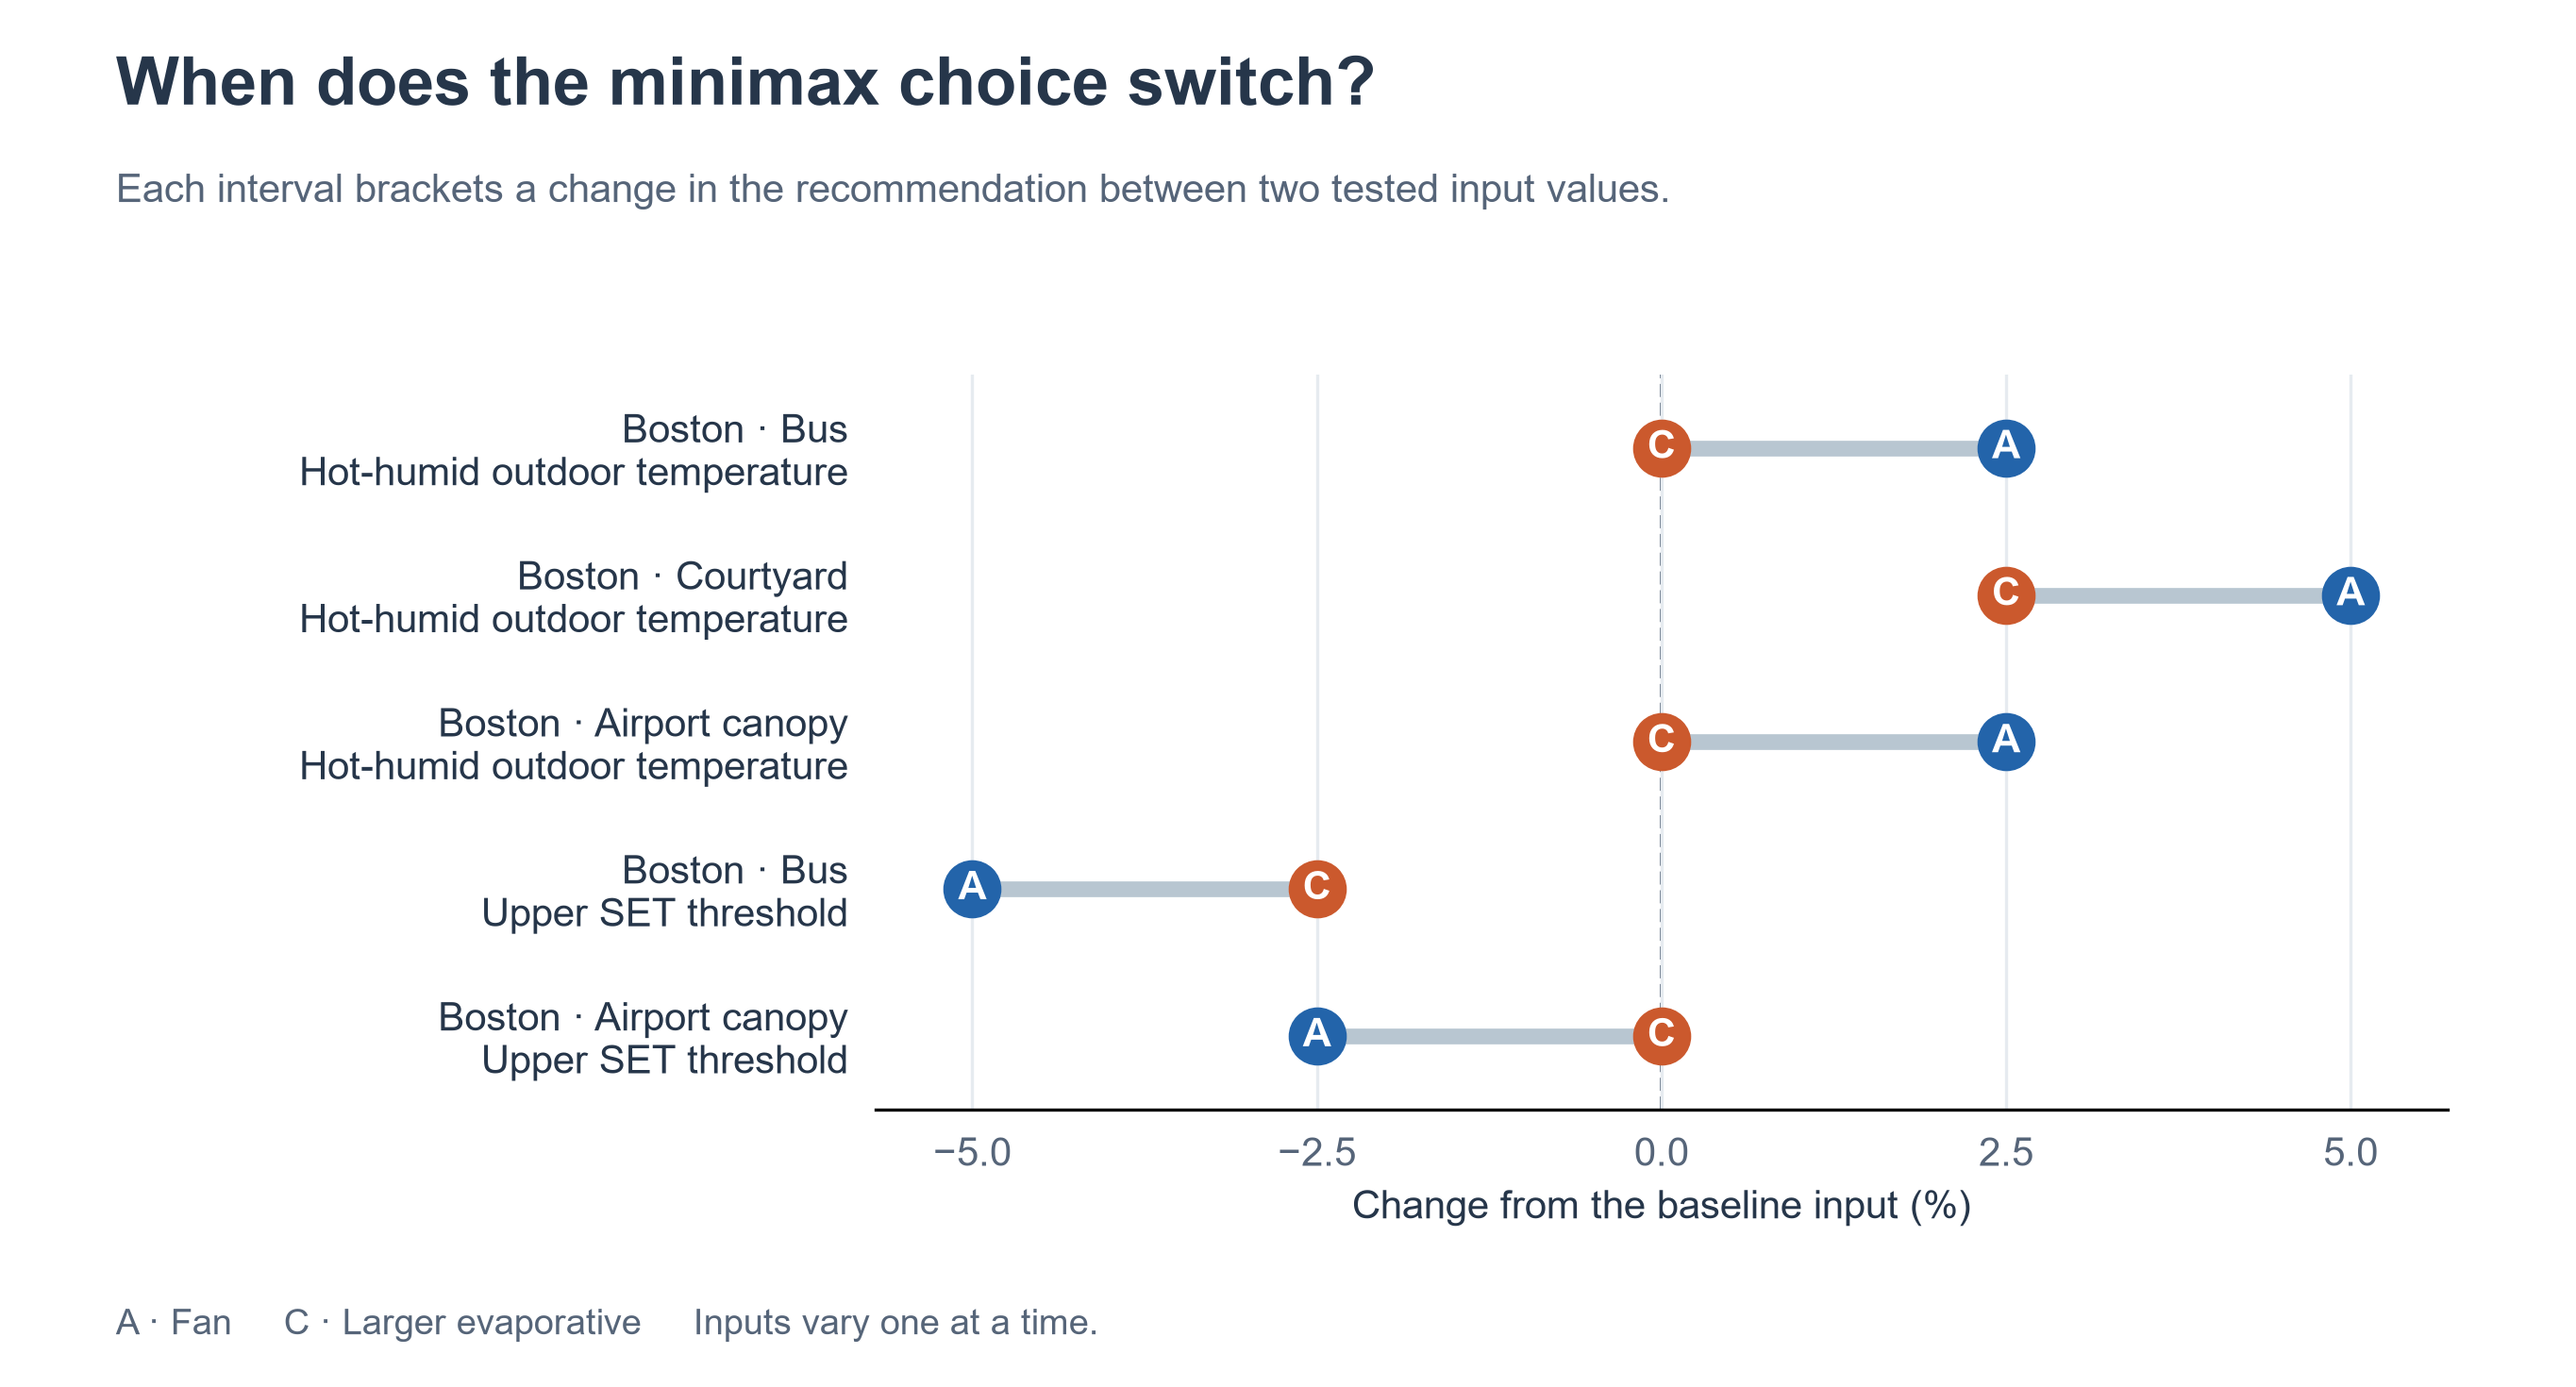 When does the minimax choice switch?
Each interval brackets a change in the recommendation between two tested input values.
Boston · Bus
Hot-humid outdoor temperature
C A
Boston · Courtyard
Hot-humid outdoor temperature
C A
Boston · Airport canopy
Hot-humid outdoor temperature
C A
Boston · Bus
Upper SET threshold
A C
Boston · Airport canopy
Upper SET threshold
A C
−5.0 −2.5 0.0 2.5 5.0
Change from the baseline input (%)
A · Fan C · Larger evaporative Inputs vary one at a time.